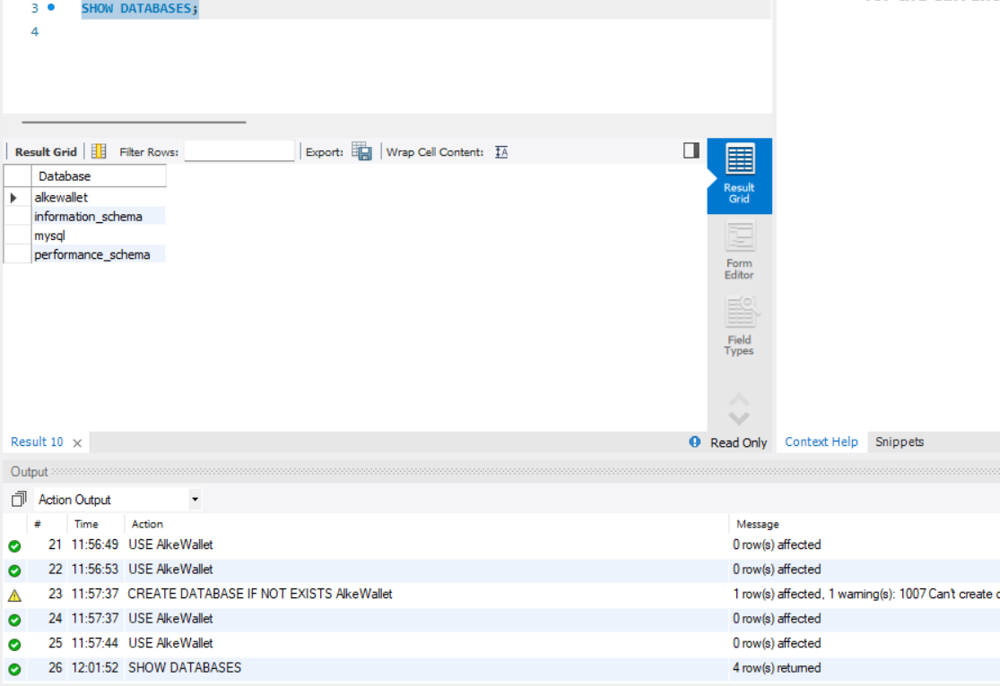 3 SHOW DATABASES;
4
Result Grid Filter Rows: Export: Wrap Cell Content: IA
Database
alkewallet
information_schema
mysql
performance_schema
Result
Grid
Form
Editor
Field
Types
Result 10 Read Only Context Help Snippets
Output
Action Output
# Time Action Message
21 11:56:49 USE AlkeWallet 0 row(s) affected
22 11:56:53 USE AlkeWallet 0 row(s) affected
23 11:57:37 CREATE DATABASE IF NOT EXISTS AlkeWallet 1 row(s) affected, 1 warning(s): 1007 Can't create
24 11:57:37 USE AlkeWallet 0 row(s) affected
25 11:57:44 USE AlkeWallet 0 row(s) affected
26 12:01:52 SHOW DATABASES 4 row(s) returned